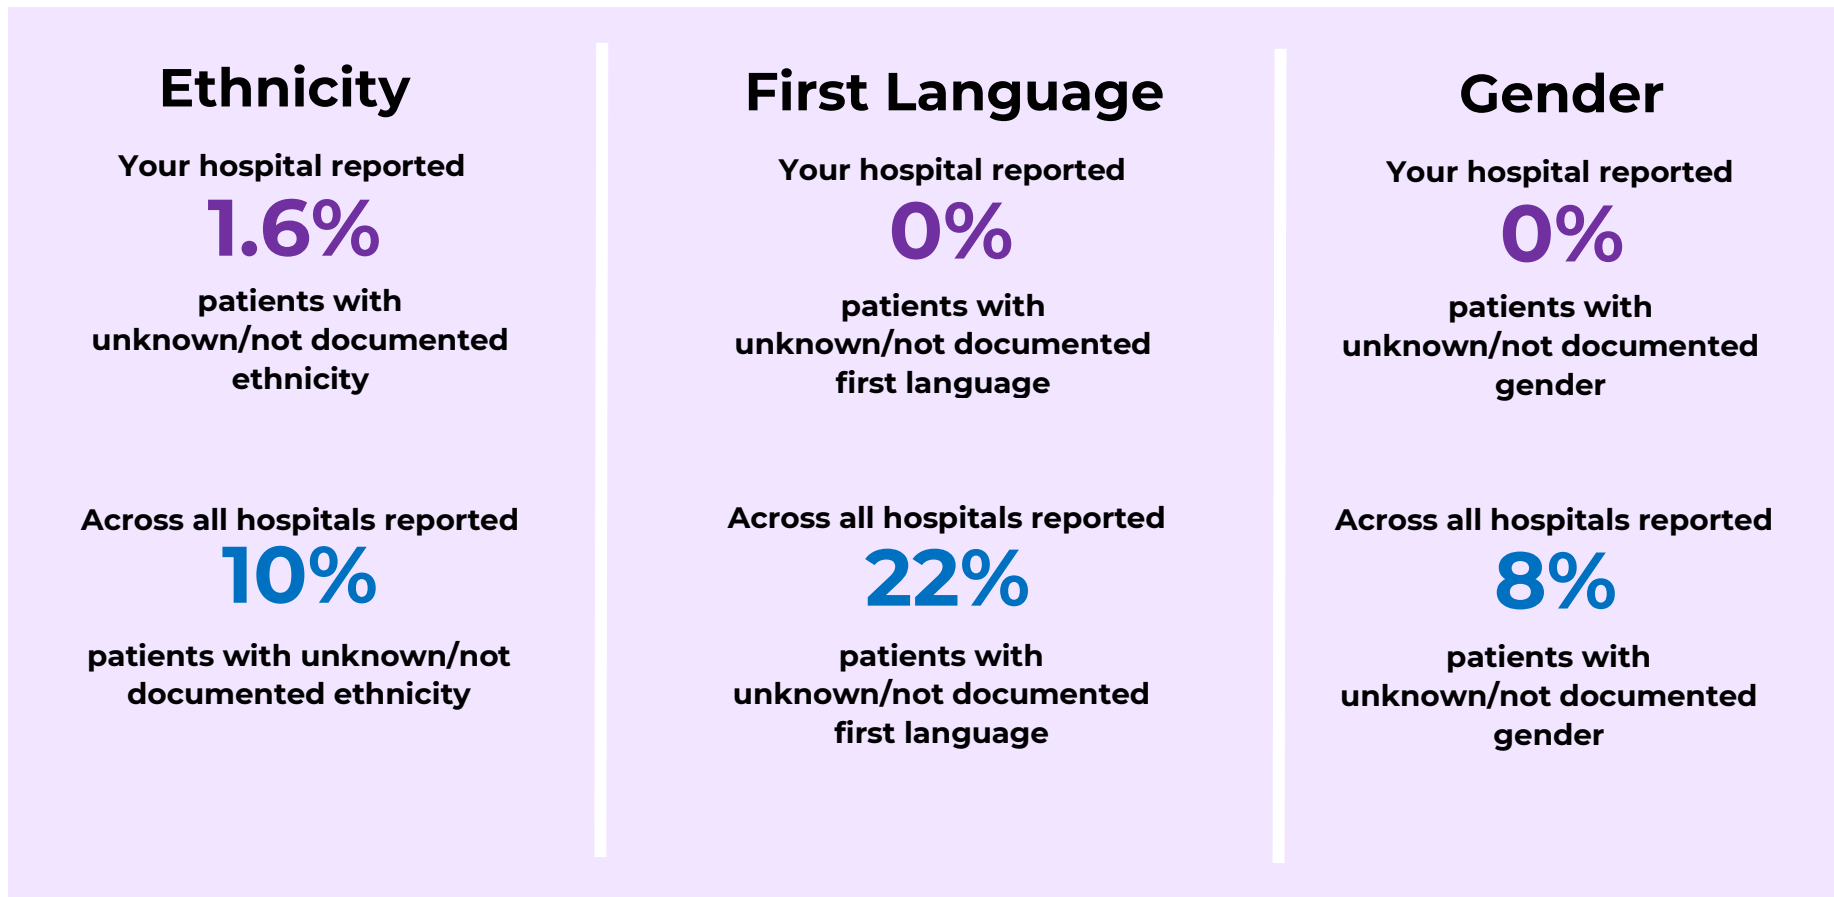 Ethnicity
Your hospital reported
1.6%
patients with
unknown/not documented
ethnicity
Across all hospitals reported
10%
patients with unknown/not
documented ethnicity
First Language
Your hospital reported
0%
patients with
unknown/not documented
first language
Across all hospitals reported
22%
patients with
unknown/not documented
first language
Gender
Your hospital reported
0%
patients with
unknown/not documented
gender
Across all hospitals reported
8%
patients with
unknown/not documented
gender